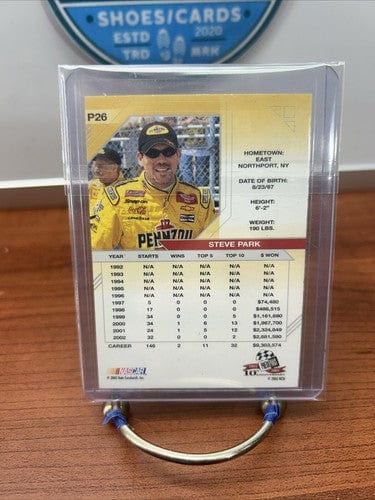 SHOES/CARDS
ESTD 2020
TRD MRK
P26
HOMETOWN:
EAST
NORTHPORT, NY
DATE OF BIRTH:
8/23/67
HEIGHT:
6'-2"
WEIGHT:
190 LBS.
PENNZOIL
STEVE PARK
YEAR STARTS WINS TOP 5 TOP 10 $ WON
1992 N/A N/A N/A N/A N/A
1993 N/A N/A N/A N/A N/A
1994 N/A N/A N/A N/A N/A
1995 N/A N/A N/A N/A N/A
1996 N/A N/A N/A N/A N/A
1997 5 0 0 0 $74,480
1998 17 0 0 0 $486,515
1999 34 0 0 5 $1,161,680
2000 34 1 6 13 $1,967,700
2001 24 1 5 12 $2,324,049
2002 32 0 0 2 $2,681,590
CAREER 146 2 11 32 $9,303,574
NASCAR